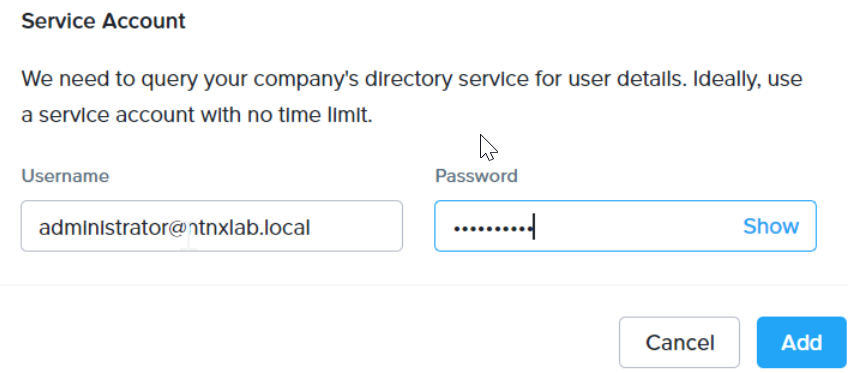 Service Account
We need to query your company's directory service for user details. Ideally, use
a service account with no time limit.
Username Password
administrator@ntnxlab.local •••••••••• Show
Cancel Add